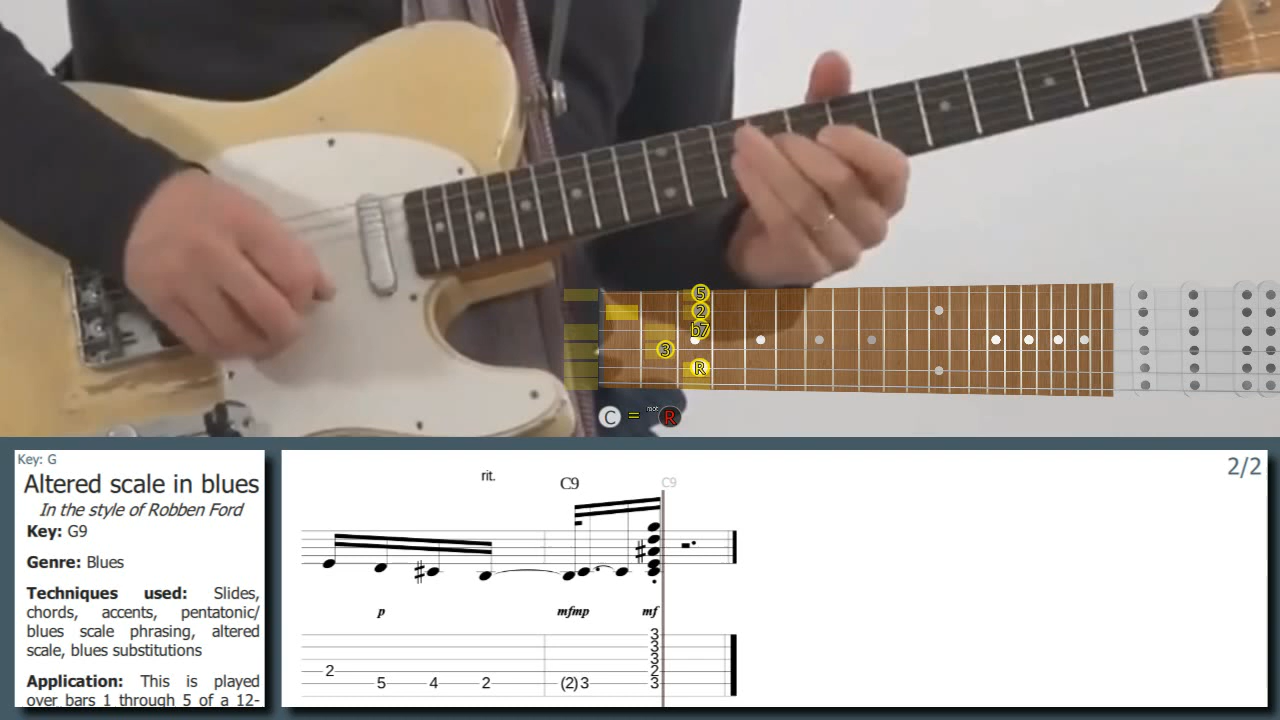 5
2
b7
3
R
C = root R
Key: G
Altered scale in blues
In the style of Robben Ford
Key: G9
Genre: Blues
Techniques used: Slides,
chords, accents, pentatonic/
blues scale phrasing, altered
scale, blues substitutions
Application: This is played
over bars 1 through 5 of a 12-
2/2
rit.
C9
C9
p
mf mp
mf
3
3
3
2
2
5
4
2
(2) 3
3